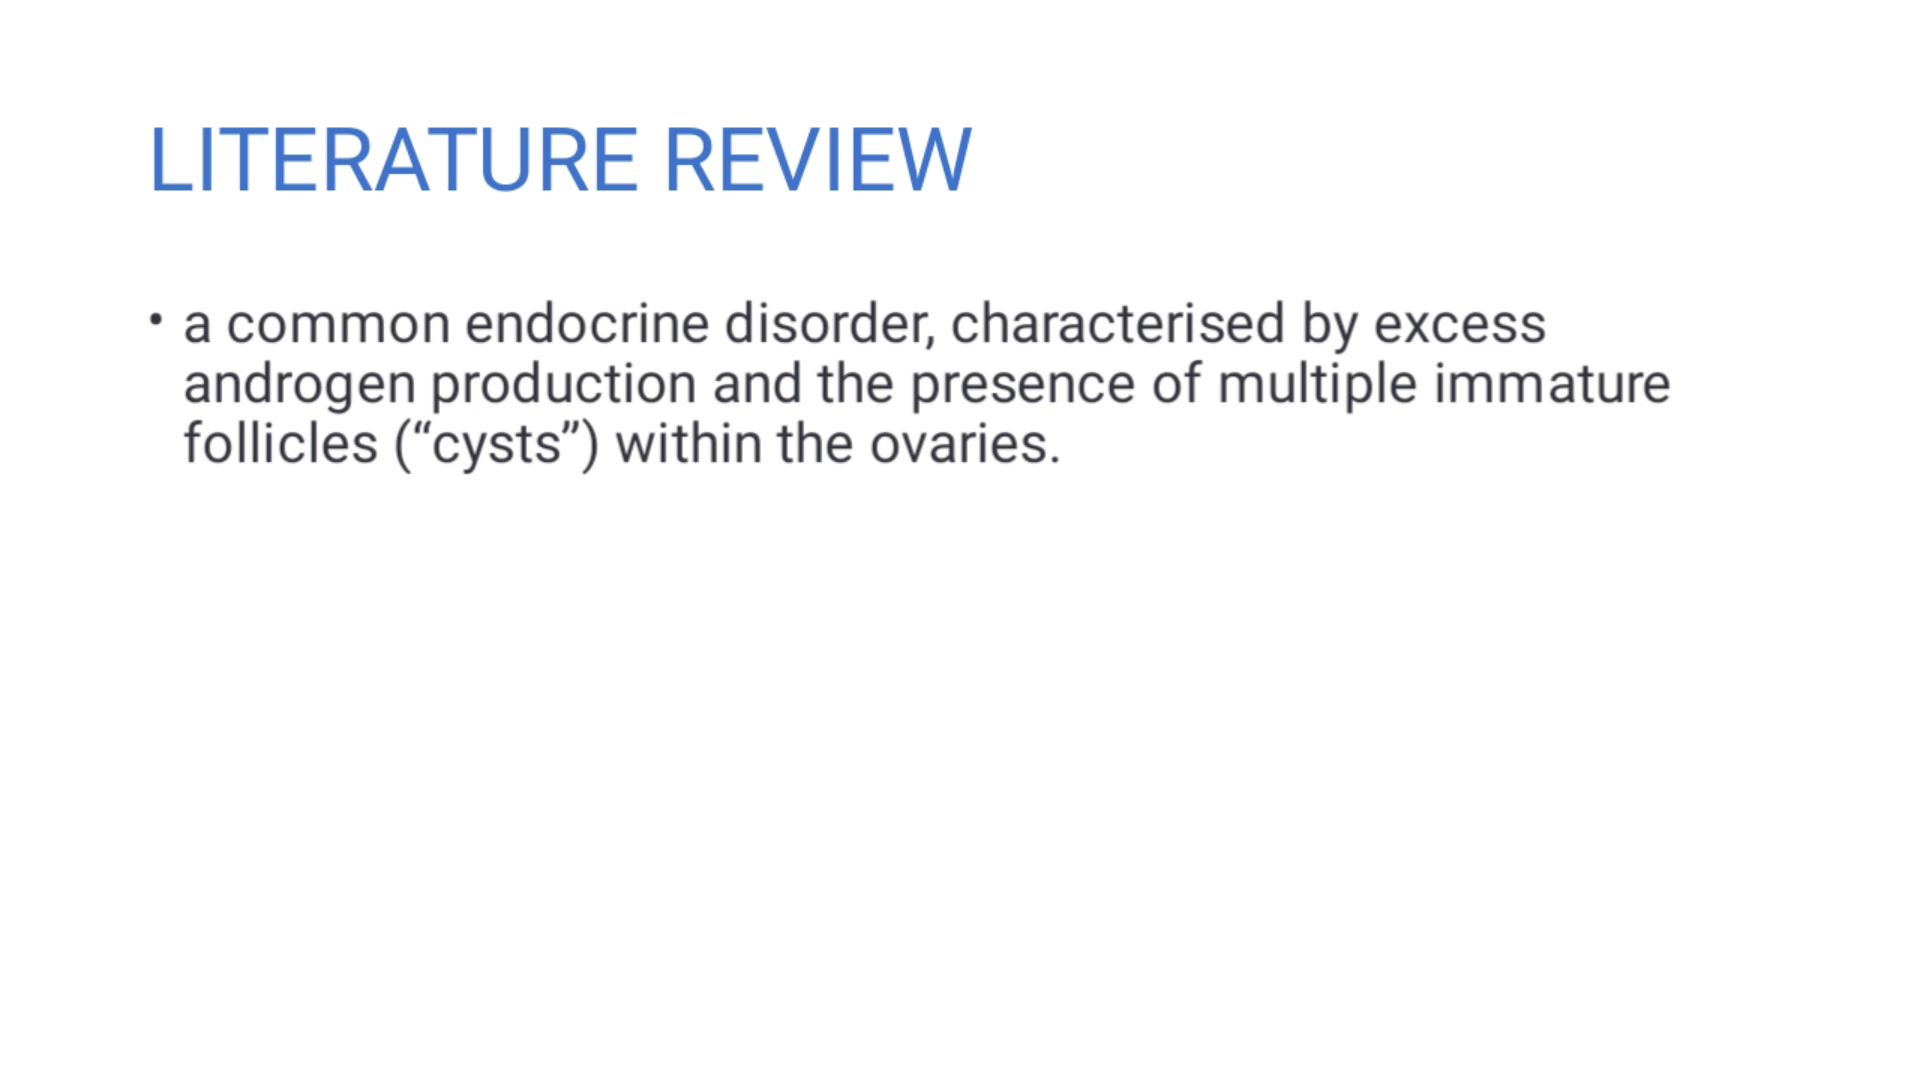 LITERATURE REVIEW
• a common endocrine disorder, characterised by excess
androgen production and the presence of multiple immature
follicles (“cysts”) within the ovaries.